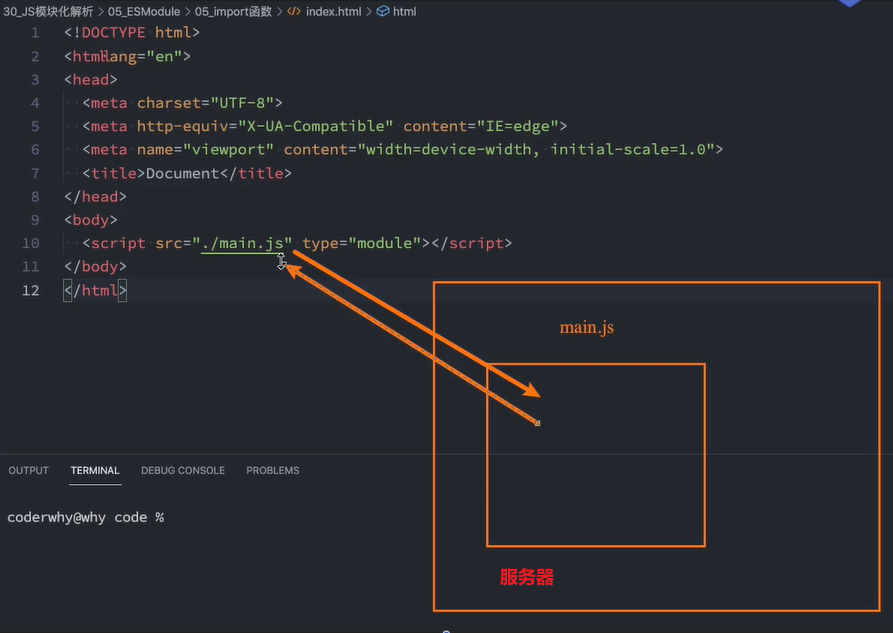 30_JS模块化解析 > 05_ESModule > 05_import函数 > index.html > html
1 <!DOCTYPE html>
2 <html lang="en">
3 <head>
4 <meta charset="UTF-8">
5 <meta http-equiv="X-UA-Compatible" content="IE=edge">
6 <meta name="viewport" content="width=device-width, initial-scale=1.0">
7 <title>Document</title>
8 </head>
9 <body>
10 <script src="./main.js" type="module"></script>
11 </body>
12 </html>
main.js
OUTPUT TERMINAL DEBUG CONSOLE PROBLEMS
coderwhy@why code %
服务器